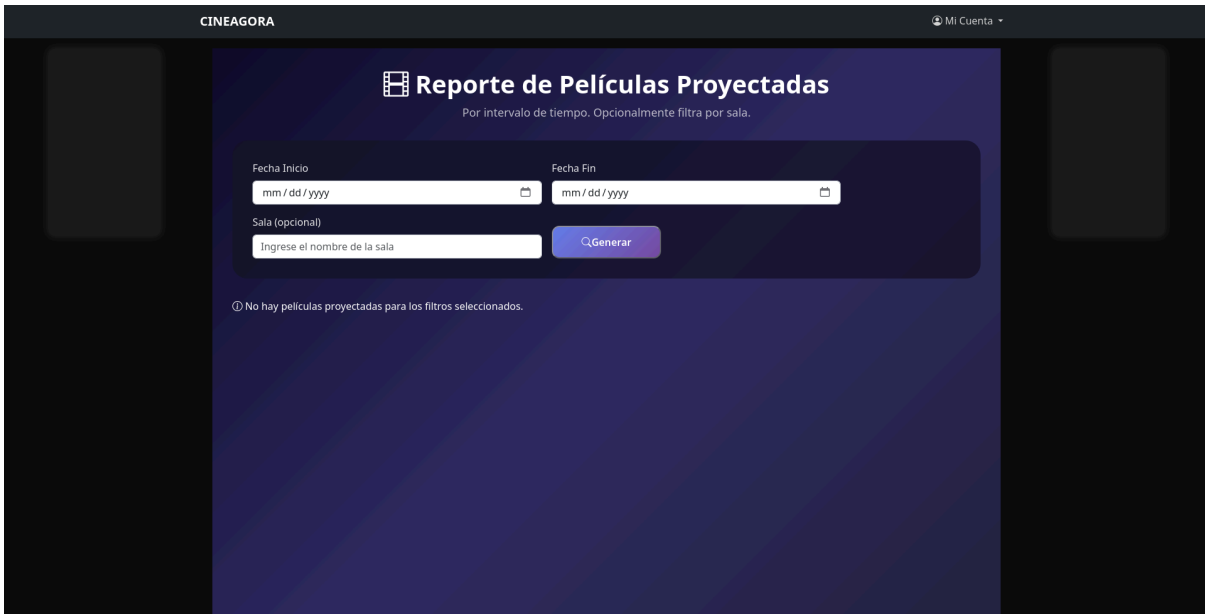 CINEAGORA
Mi Cuenta
Reporte de Películas Proyectadas
Por intervalo de tiempo. Opcionalmente filtra por sala.
Fecha Inicio
Fecha Fin
mm/dd/yyyy
mm/dd/yyyy
Sala (opcional)
Ingrese el nombre de la sala
Generar
No hay películas proyectadas para los filtros seleccionados.